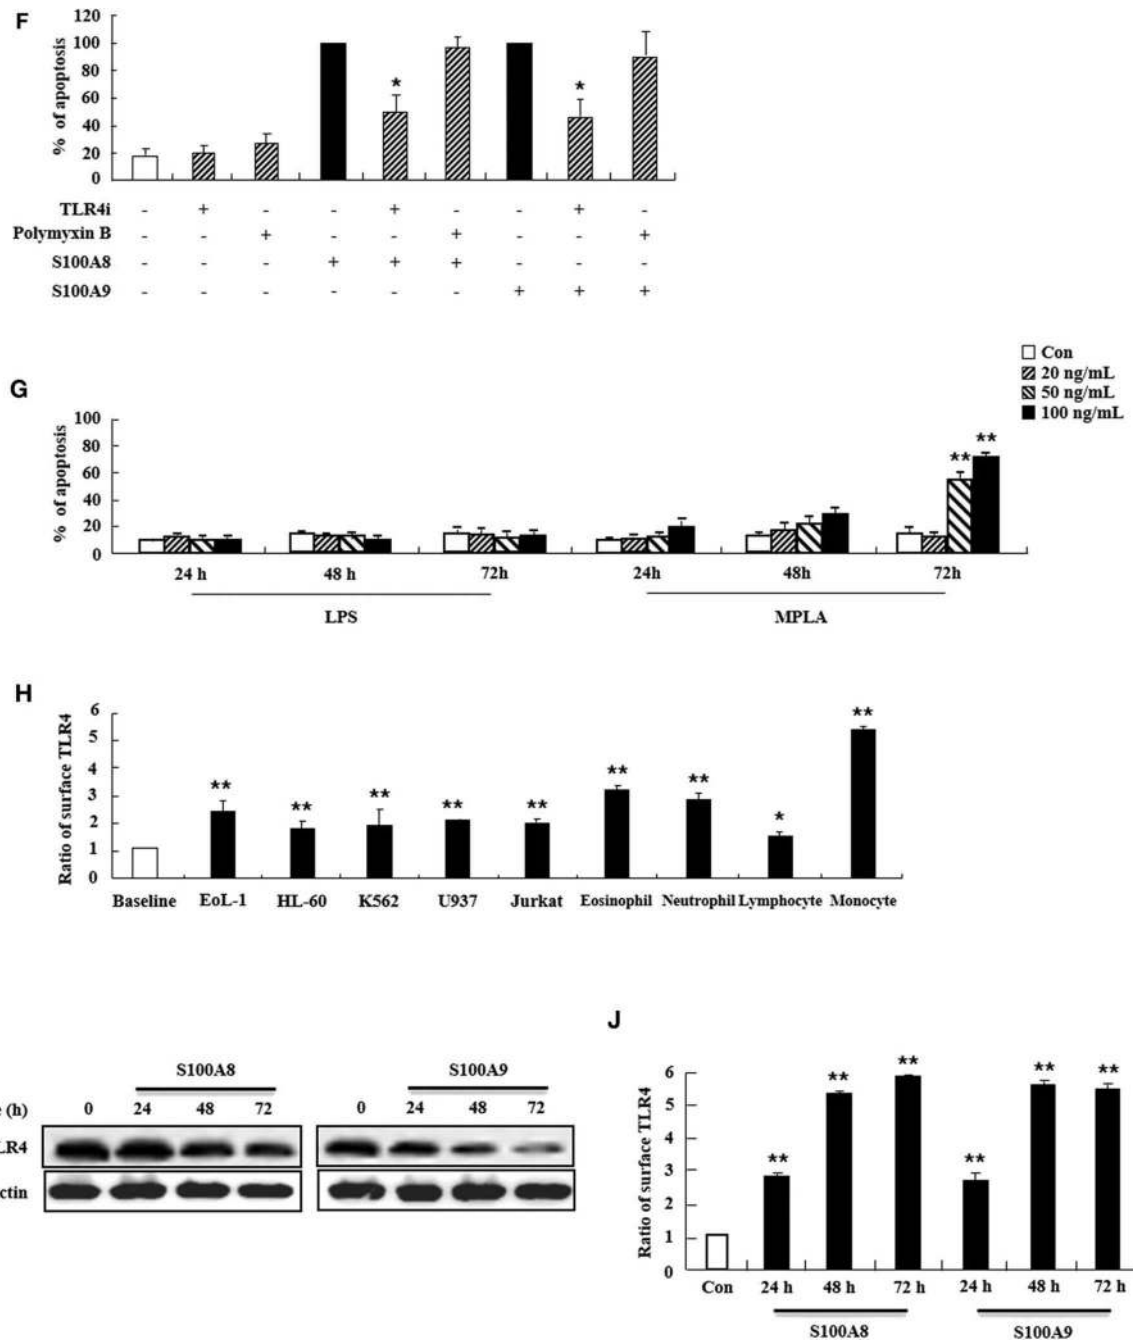 F
120
100
80
60
40
20
0
% of apoptosis
* *
TLR4i - + - - + - - + -
Polymyxin B - - + - - + - - +
S100A8 - - - + + + - - -
S100A9 - - - - - - + + +
Con
20 ng/mL
50 ng/mL
100 ng/mL
G
100
80
60
40
20
0
% of apoptosis
** **
24 h 48 h 72h 24h 48h 72h
LPS MPLA
H
6
5
4
3
2
1
0
Ratio of surface TLR4
** ** ** ** ** ** ** * **
Baseline EoL-1 HL-60 K562 U937 Jurkat Eosinophil Neutrophil Lymphocyte Monocyte
S100A8 S100A9
e (h) 0 24 48 72 0 24 48 72
LR4
ctin
J
6
5
4
3
2
1
0
Ratio of surface TLR4
** ** ** ** ** **
Con 24 h 48 h 72 h 24 h 48 h 72 h
S100A8 S100A9